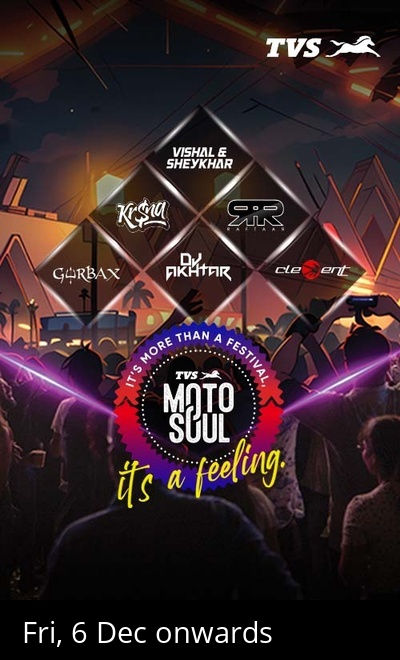 TVS
VISHAL &
SHEYKHAR
KR$NA
RAFTAAR
GURBAX
DJ
AKHTAR
clement
IT'S MORE THAN A FESTIVAL,
TVS
MOTO
SOUL
it's a feeling.
Fri, 6 Dec onwards